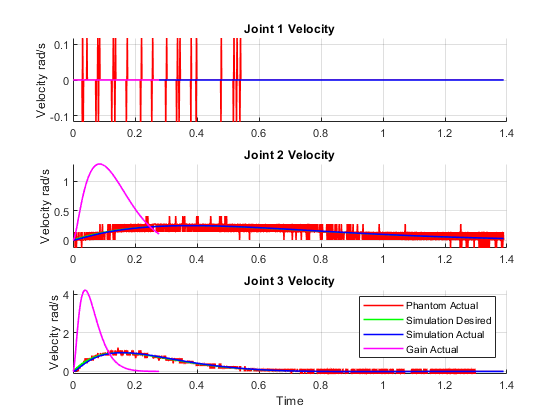 Joint 1 Velocity
Velocity rad/s
0.1
0
-0.1
0 0.2 0.4 0.6 0.8 1 1.2 1.4
Joint 2 Velocity
Velocity rad/s
1
0.5
0
0 0.2 0.4 0.6 0.8 1 1.2 1.4
Joint 3 Velocity
Velocity rad/s
4
2
0
Phantom Actual
Simulation Desired
Simulation Actual
Gain Actual
0 0.2 0.4 0.6 0.8 1 1.2 1.4
Time